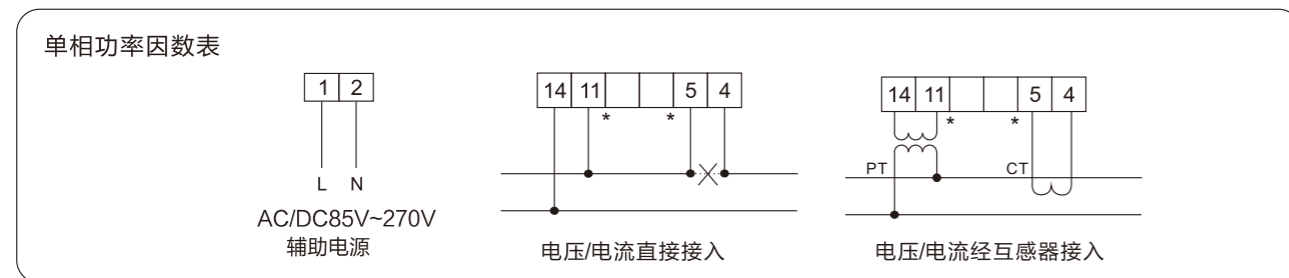 单相功率因数表
1 2
L N
AC/DC85V~270V
辅助电源
14 11 5 4
* *
电压/电流直接接入
14 11 5 4
* *
PT CT
电压/电流经互感器接入